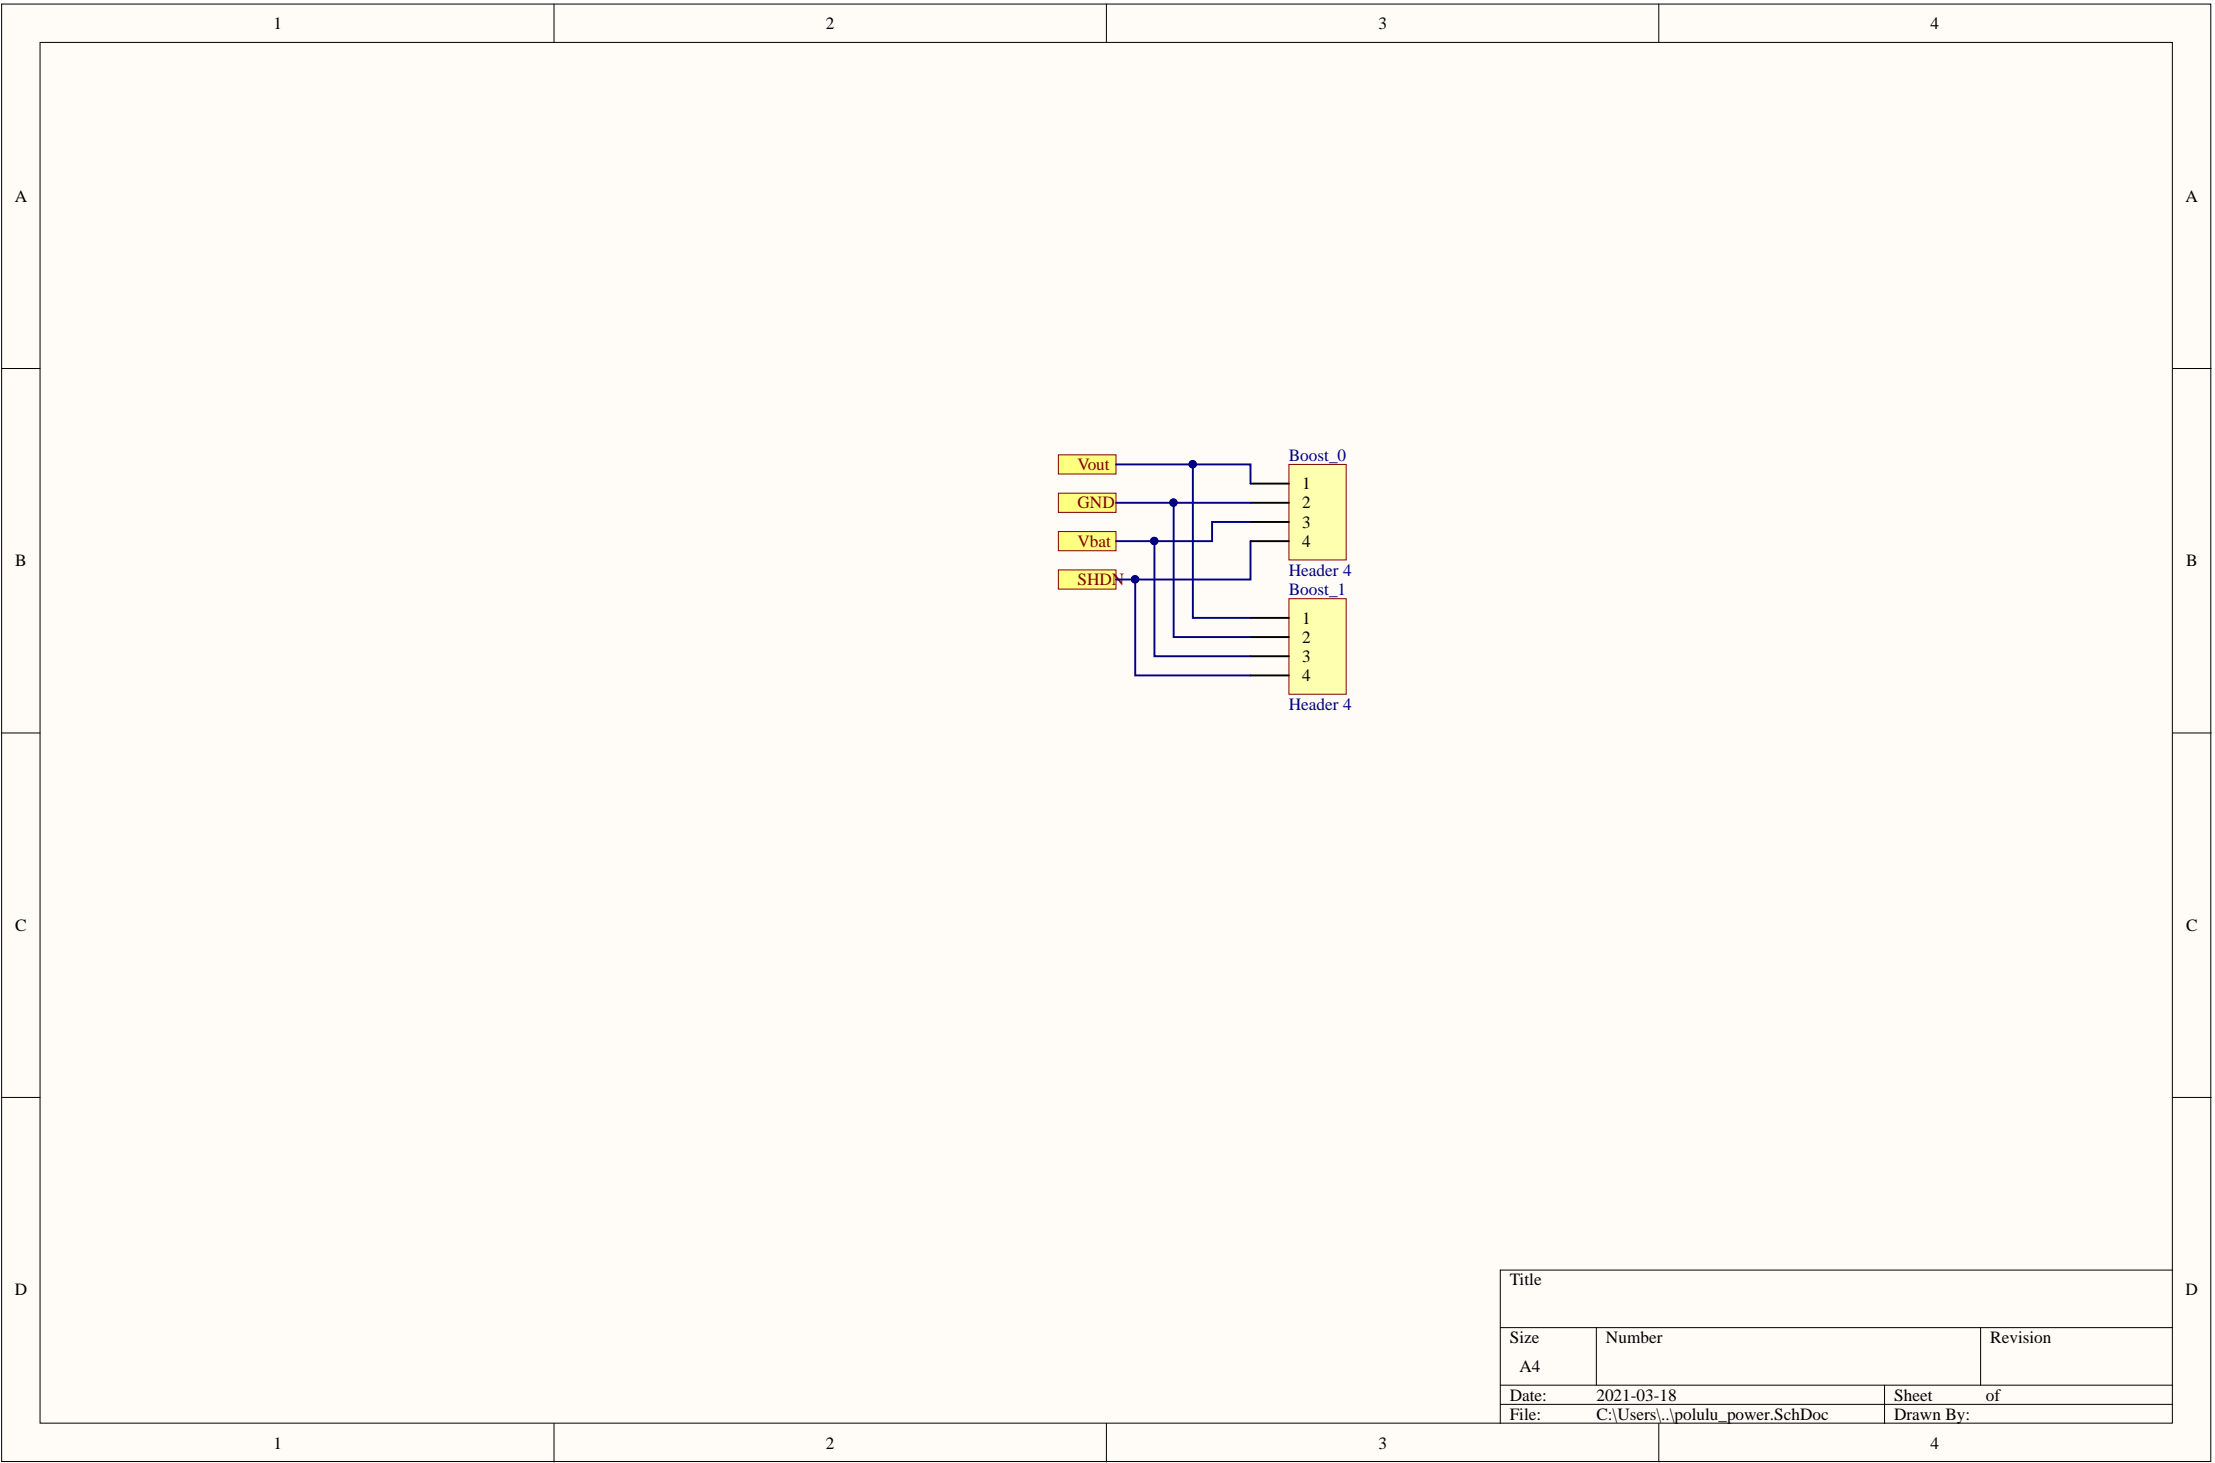 1 2 3 4
A A
Boost_0
Vout
1
GND 2
3
Vbat 4
B B
Header 4
SHDN
Boost_1
1
2
3
4
Header 4
C C
Title
D D
Size Number Revision
A4
Date: 2021-03-18 Sheet of
File: C:\Users\..\polulu_power.SchDoc Drawn By:
1 2 3 4